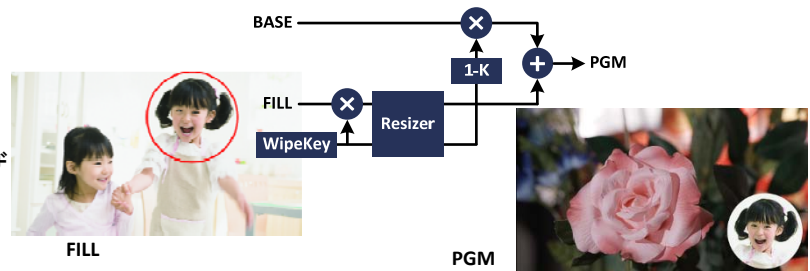 BASE
×
1-K
+
PGM
FILL
×
Resizer
WipeKey
FILL
PGM